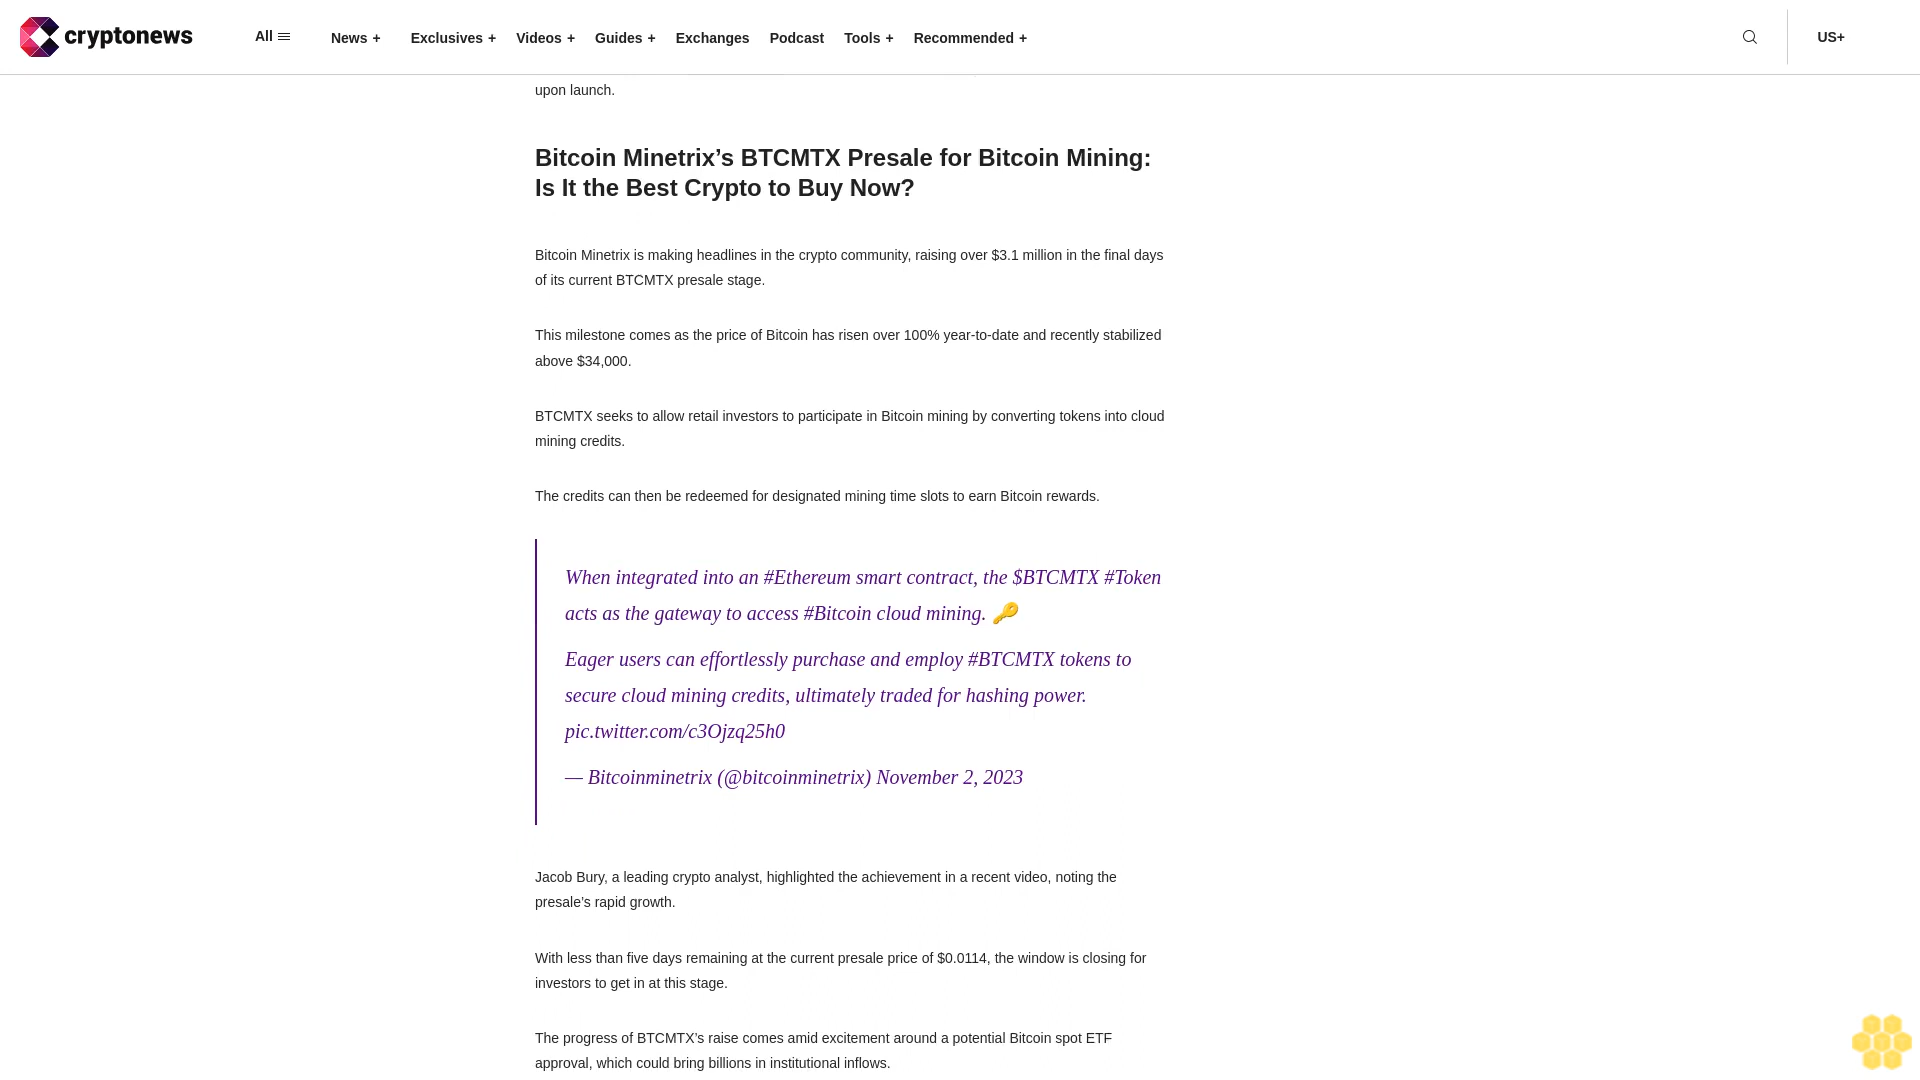 cryptonews
All
News +
Exclusives +
Videos +
Guides +
Exchanges
Podcast
Tools +
Recommended +
US+
upon launch.
Bitcoin Minetrix’s BTCMTX Presale for Bitcoin Mining:
Is It the Best Crypto to Buy Now?
Bitcoin Minetrix is making headlines in the crypto community, raising over $3.1 million in the final days
of its current BTCMTX presale stage.
This milestone comes as the price of Bitcoin has risen over 100% year-to-date and recently stabilized
above $34,000.
BTCMTX seeks to allow retail investors to participate in Bitcoin mining by converting tokens into cloud
mining credits.
The credits can then be redeemed for designated mining time slots to earn Bitcoin rewards.
When integrated into an #Ethereum smart contract, the $BTCMTX #Token
acts as the gateway to access #Bitcoin cloud mining. 🔑
Eager users can effortlessly purchase and employ #BTCMTX tokens to
secure cloud mining credits, ultimately traded for hashing power.
pic.twitter.com/c3Ojzq25h0
— Bitcoinminetrix (@bitcoinminetrix) November 2, 2023
Jacob Bury, a leading crypto analyst, highlighted the achievement in a recent video, noting the
presale’s rapid growth.
With less than five days remaining at the current presale price of $0.0114, the window is closing for
investors to get in at this stage.
The progress of BTCMTX’s raise comes amid excitement around a potential Bitcoin spot ETF
approval, which could bring billions in institutional inflows.